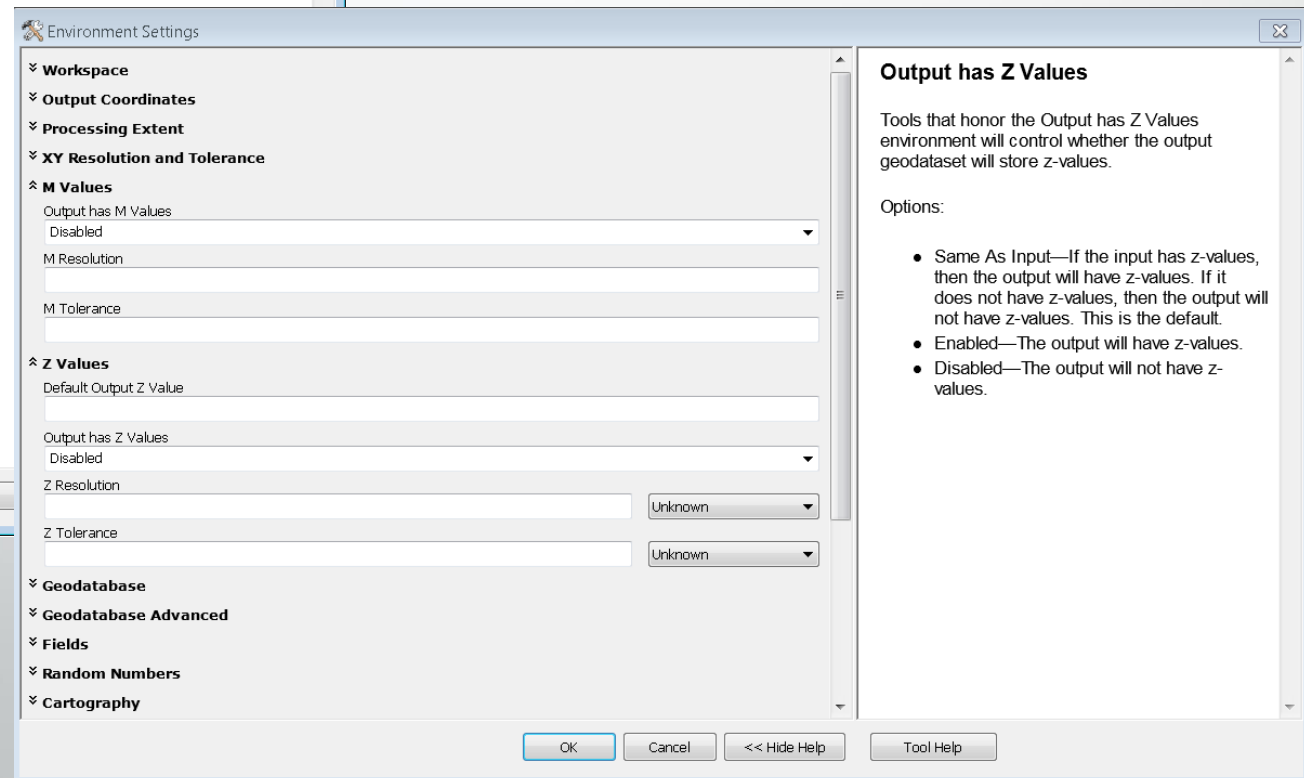 Environment Settings
Workspace
Output Coordinates
Processing Extent
XY Resolution and Tolerance
M Values
Output has M Values
Disabled
M Resolution
M Tolerance
Z Values
Default Output Z Value
Output has Z Values
Disabled
Z Resolution
Unknown
Z Tolerance
Unknown
Geodatabase
Geodatabase Advanced
Fields
Random Numbers
Cartography
Output has Z Values
Tools that honor the Output has Z Values
environment will control whether the output
geodataset will store z-values.
Options:
● Same As Input—If the input has z-values,
then the output will have z-values. If it
does not have z-values, then the output will
not have z-values. This is the default.
● Enabled—The output will have z-values.
● Disabled—The output will not have z-
values.
OK
Cancel
<< Hide Help
Tool Help